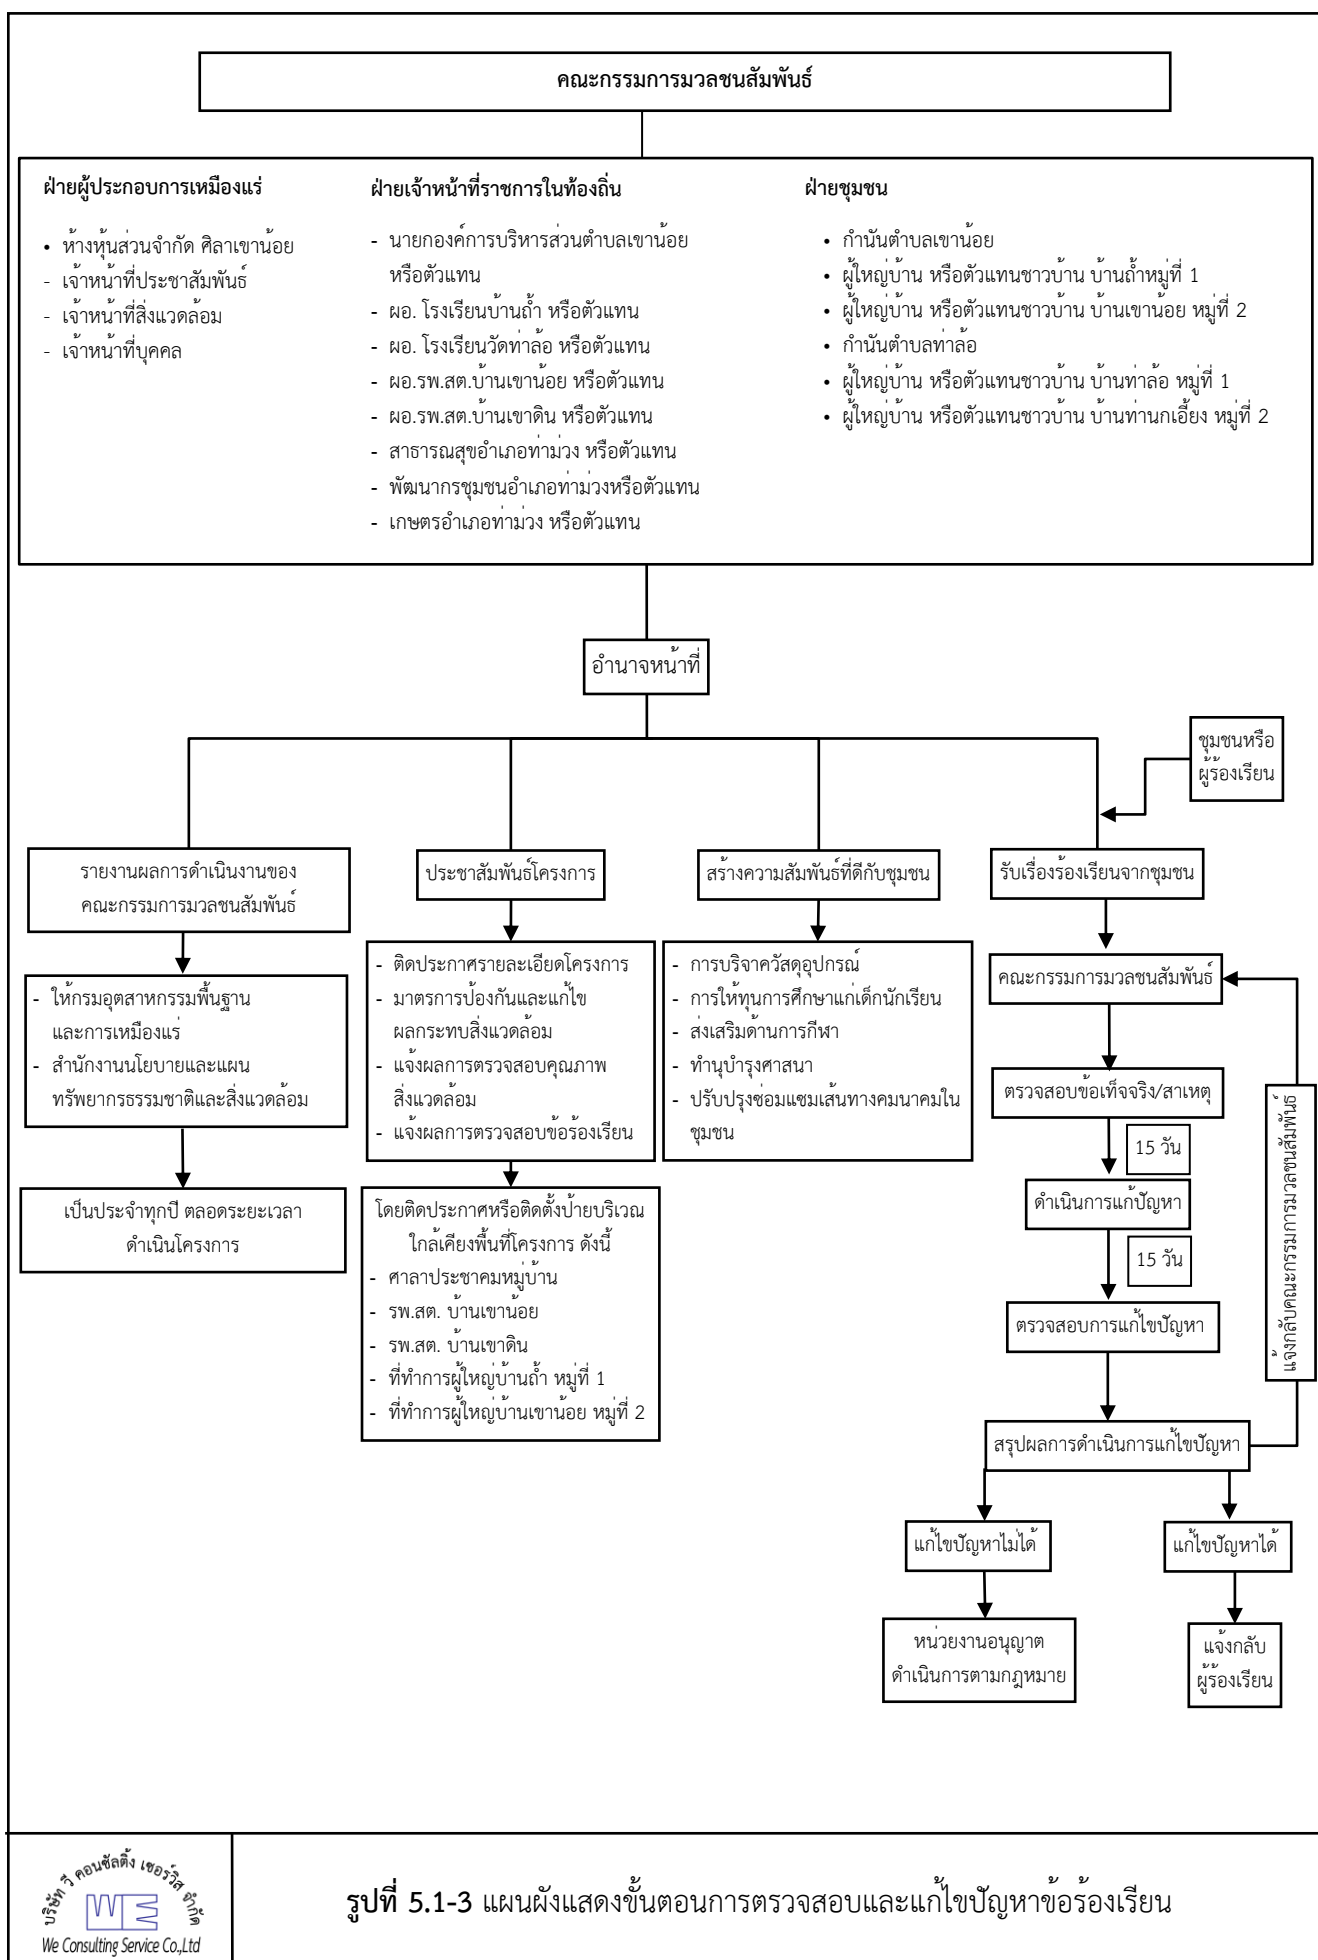 คณะกรรมการมวลชนสัมพันธ์
ฝ่ายผู้ประกอบการเหมืองแร่
• ห้างหุ้นส่วนจำกัด ศิลาเขาน้อย
- เจ้าหน้าที่ประชาสัมพันธ์
- เจ้าหน้าที่สิ่งแวดล้อม
- เจ้าหน้าที่บุคคล
ฝ่ายเจ้าหน้าที่ราชการในท้องถิ่น
- นายกองค์การบริหารส่วนตำบลเขาน้อย
หรือตัวแทน
- ผอ. โรงเรียนบ้านถ้ำ หรือตัวแทน
- ผอ. โรงเรียนวัดท่าล้อ หรือตัวแทน
- ผอ.รพ.สต.บ้านเขาน้อย หรือตัวแทน
- ผอ.รพ.สต.บ้านเขาดิน หรือตัวแทน
- สาธารณสุขอำเภอท่าม่วง หรือตัวแทน
- พัฒนากรชุมชนอำเภอท่าม่วงหรือตัวแทน
- เกษตรอำเภอท่าม่วง หรือตัวแทน
ฝ่ายชุมชน
• กำนันตำบลเขาน้อย
• ผู้ใหญ่บ้าน หรือตัวแทนชาวบ้าน บ้านถ้ำหมู่ที่ 1
• ผู้ใหญ่บ้าน หรือตัวแทนชาวบ้าน บ้านเขาน้อย หมู่ที่ 2
• กำนันตำบลท่าล้อ
• ผู้ใหญ่บ้าน หรือตัวแทนชาวบ้าน บ้านท่าล้อ หมู่ที่ 1
• ผู้ใหญ่บ้าน หรือตัวแทนชาวบ้าน บ้านท่านกเอี้ยง หมู่ที่ 2
อำนาจหน้าที่
ชุมชนหรือ
ผู้ร้องเรียน
รายงานผลการดำเนินงานของ
คณะกรรมการมวลชนสัมพันธ์
- ให้กรมอุตสาหกรรมพื้นฐาน
และการเหมืองแร่
- สำนักงานนโยบายและแผน
ทรัพยากรธรรมชาติและสิ่งแวดล้อม
เป็นประจำทุกปี ตลอดระยะเวลา
ดำเนินโครงการ
ประชาสัมพันธ์โครงการ
- ติดประกาศรายละเอียดโครงการ
- มาตรการป้องกันและแก้ไข
ผลกระทบสิ่งแวดล้อม
- แจ้งผลการตรวจสอบคุณภาพ
สิ่งแวดล้อม
- แจ้งผลการตรวจสอบข้อร้องเรียน
โดยติดประกาศหรือติดตั้งป้ายบริเวณ
ใกล้เคียงพื้นที่โครงการ ดังนี้
- ศาลาประชาคมหมู่บ้าน
- รพ.สต. บ้านเขาน้อย
- รพ.สต. บ้านเขาดิน
- ที่ทำการผู้ใหญ่บ้านถ้ำ หมู่ที่ 1
- ที่ทำการผู้ใหญ่บ้านเขาน้อย หมู่ที่ 2
สร้างความสัมพันธ์ที่ดีกับชุมชน
- การบริจาควัสดุอุปกรณ์
- การให้ทุนการศึกษาแก่เด็กนักเรียน
- ส่งเสริมด้านการกีฬา
- ทำนุบำรุงศาสนา
- ปรับปรุงซ่อมแซมเส้นทางคมนาคมใน
ชุมชน
รับเรื่องร้องเรียนจากชุมชน
คณะกรรมการมวลชนสัมพันธ์
ตรวจสอบข้อเท็จจริง/สาเหตุ
15 วัน
ดำเนินการแก้ปัญหา
15 วัน
ตรวจสอบการแก้ไขปัญหา
สรุปผลการดำเนินการแก้ไขปัญหา
แจ้งกลับคณะกรรมการมวลชนสัมพันธ์
แก้ไขปัญหาไม่ได้
แก้ไขปัญหาได้
หน่วยงานอนุญาต
ดำเนินการตามกฎหมาย
แจ้งกลับ
ผู้ร้องเรียน
บริษัท วี คอนซัลติ้ง เซอร์วิส จำกัด
WE
We Consulting Service Co.,Ltd
รูปที่ 5.1-3 แผนผังแสดงขั้นตอนการตรวจสอบและแก้ไขปัญหาข้อร้องเรียน